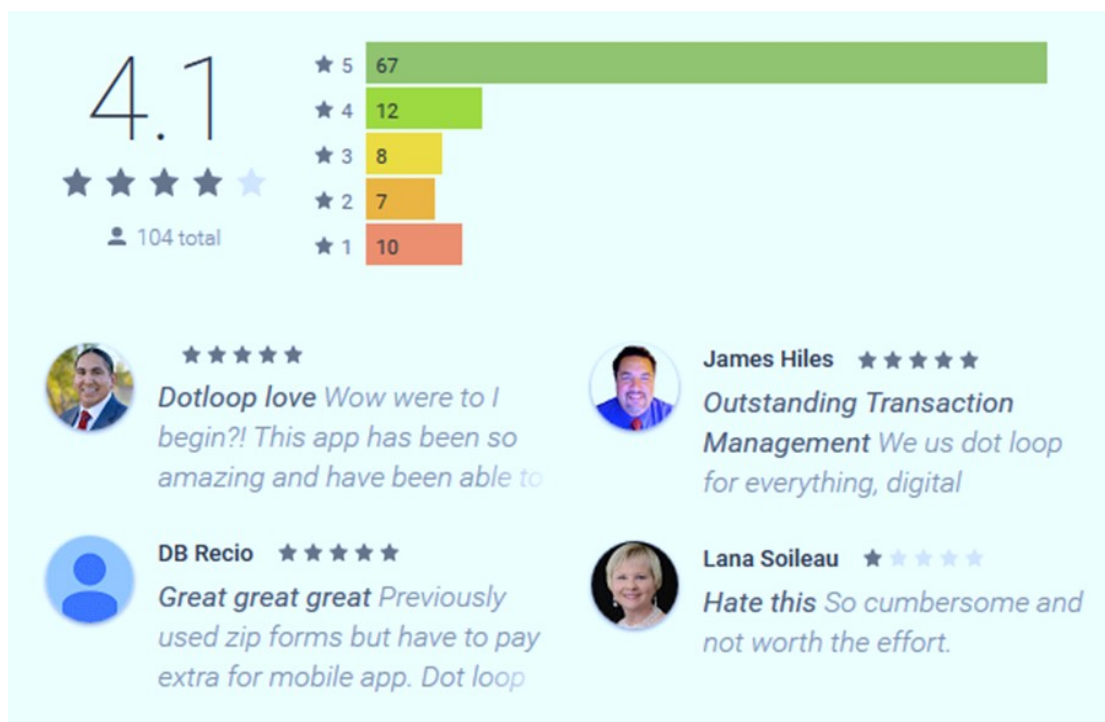 4.1
104 total
5 67
4 12
3 8
2 7
1 10
Dotloop love Wow were to I
begin?! This app has been so
amazing and have been able to
James Hiles
Outstanding Transaction
Management We us dot loop
for everything, digital
DB Recio
Great great great Previously
used zip forms but have to pay
extra for mobile app. Dot loop
Lana Soileau
Hate this So cumbersome and
not worth the effort.